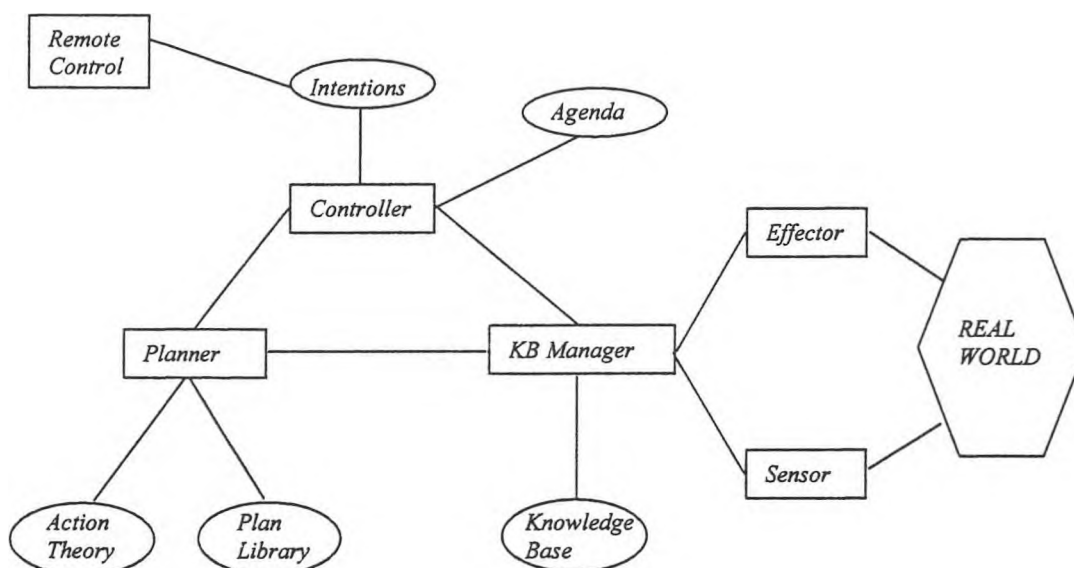 Remote
Control
Intentions
Agenda
Controller
Effector
REAL
WORLD
Planner
KB Manager
Sensor
Action
Theory
Plan
Library
Knowledge
Base